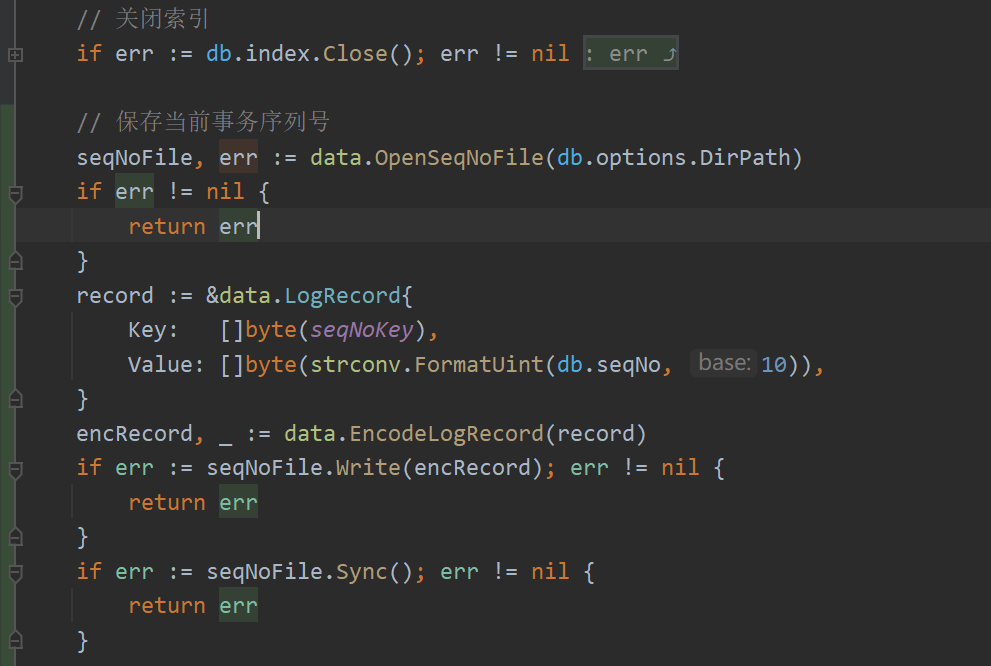 // 关闭索引
if err := db.index.Close(); err != nil : err ⤴
// 保存当前事务序列号
seqNoFile, err := data.OpenSeqNoFile(db.options.DirPath)
if err != nil {
return err
}
record := &data.LogRecord{
Key: []byte(seqNoKey),
Value: []byte(strconv.FormatUint(db.seqNo, base: 10)),
}
encRecord, _ := data.EncodeLogRecord(record)
if err := seqNoFile.Write(encRecord); err != nil {
return err
}
if err := seqNoFile.Sync(); err != nil {
return err
}